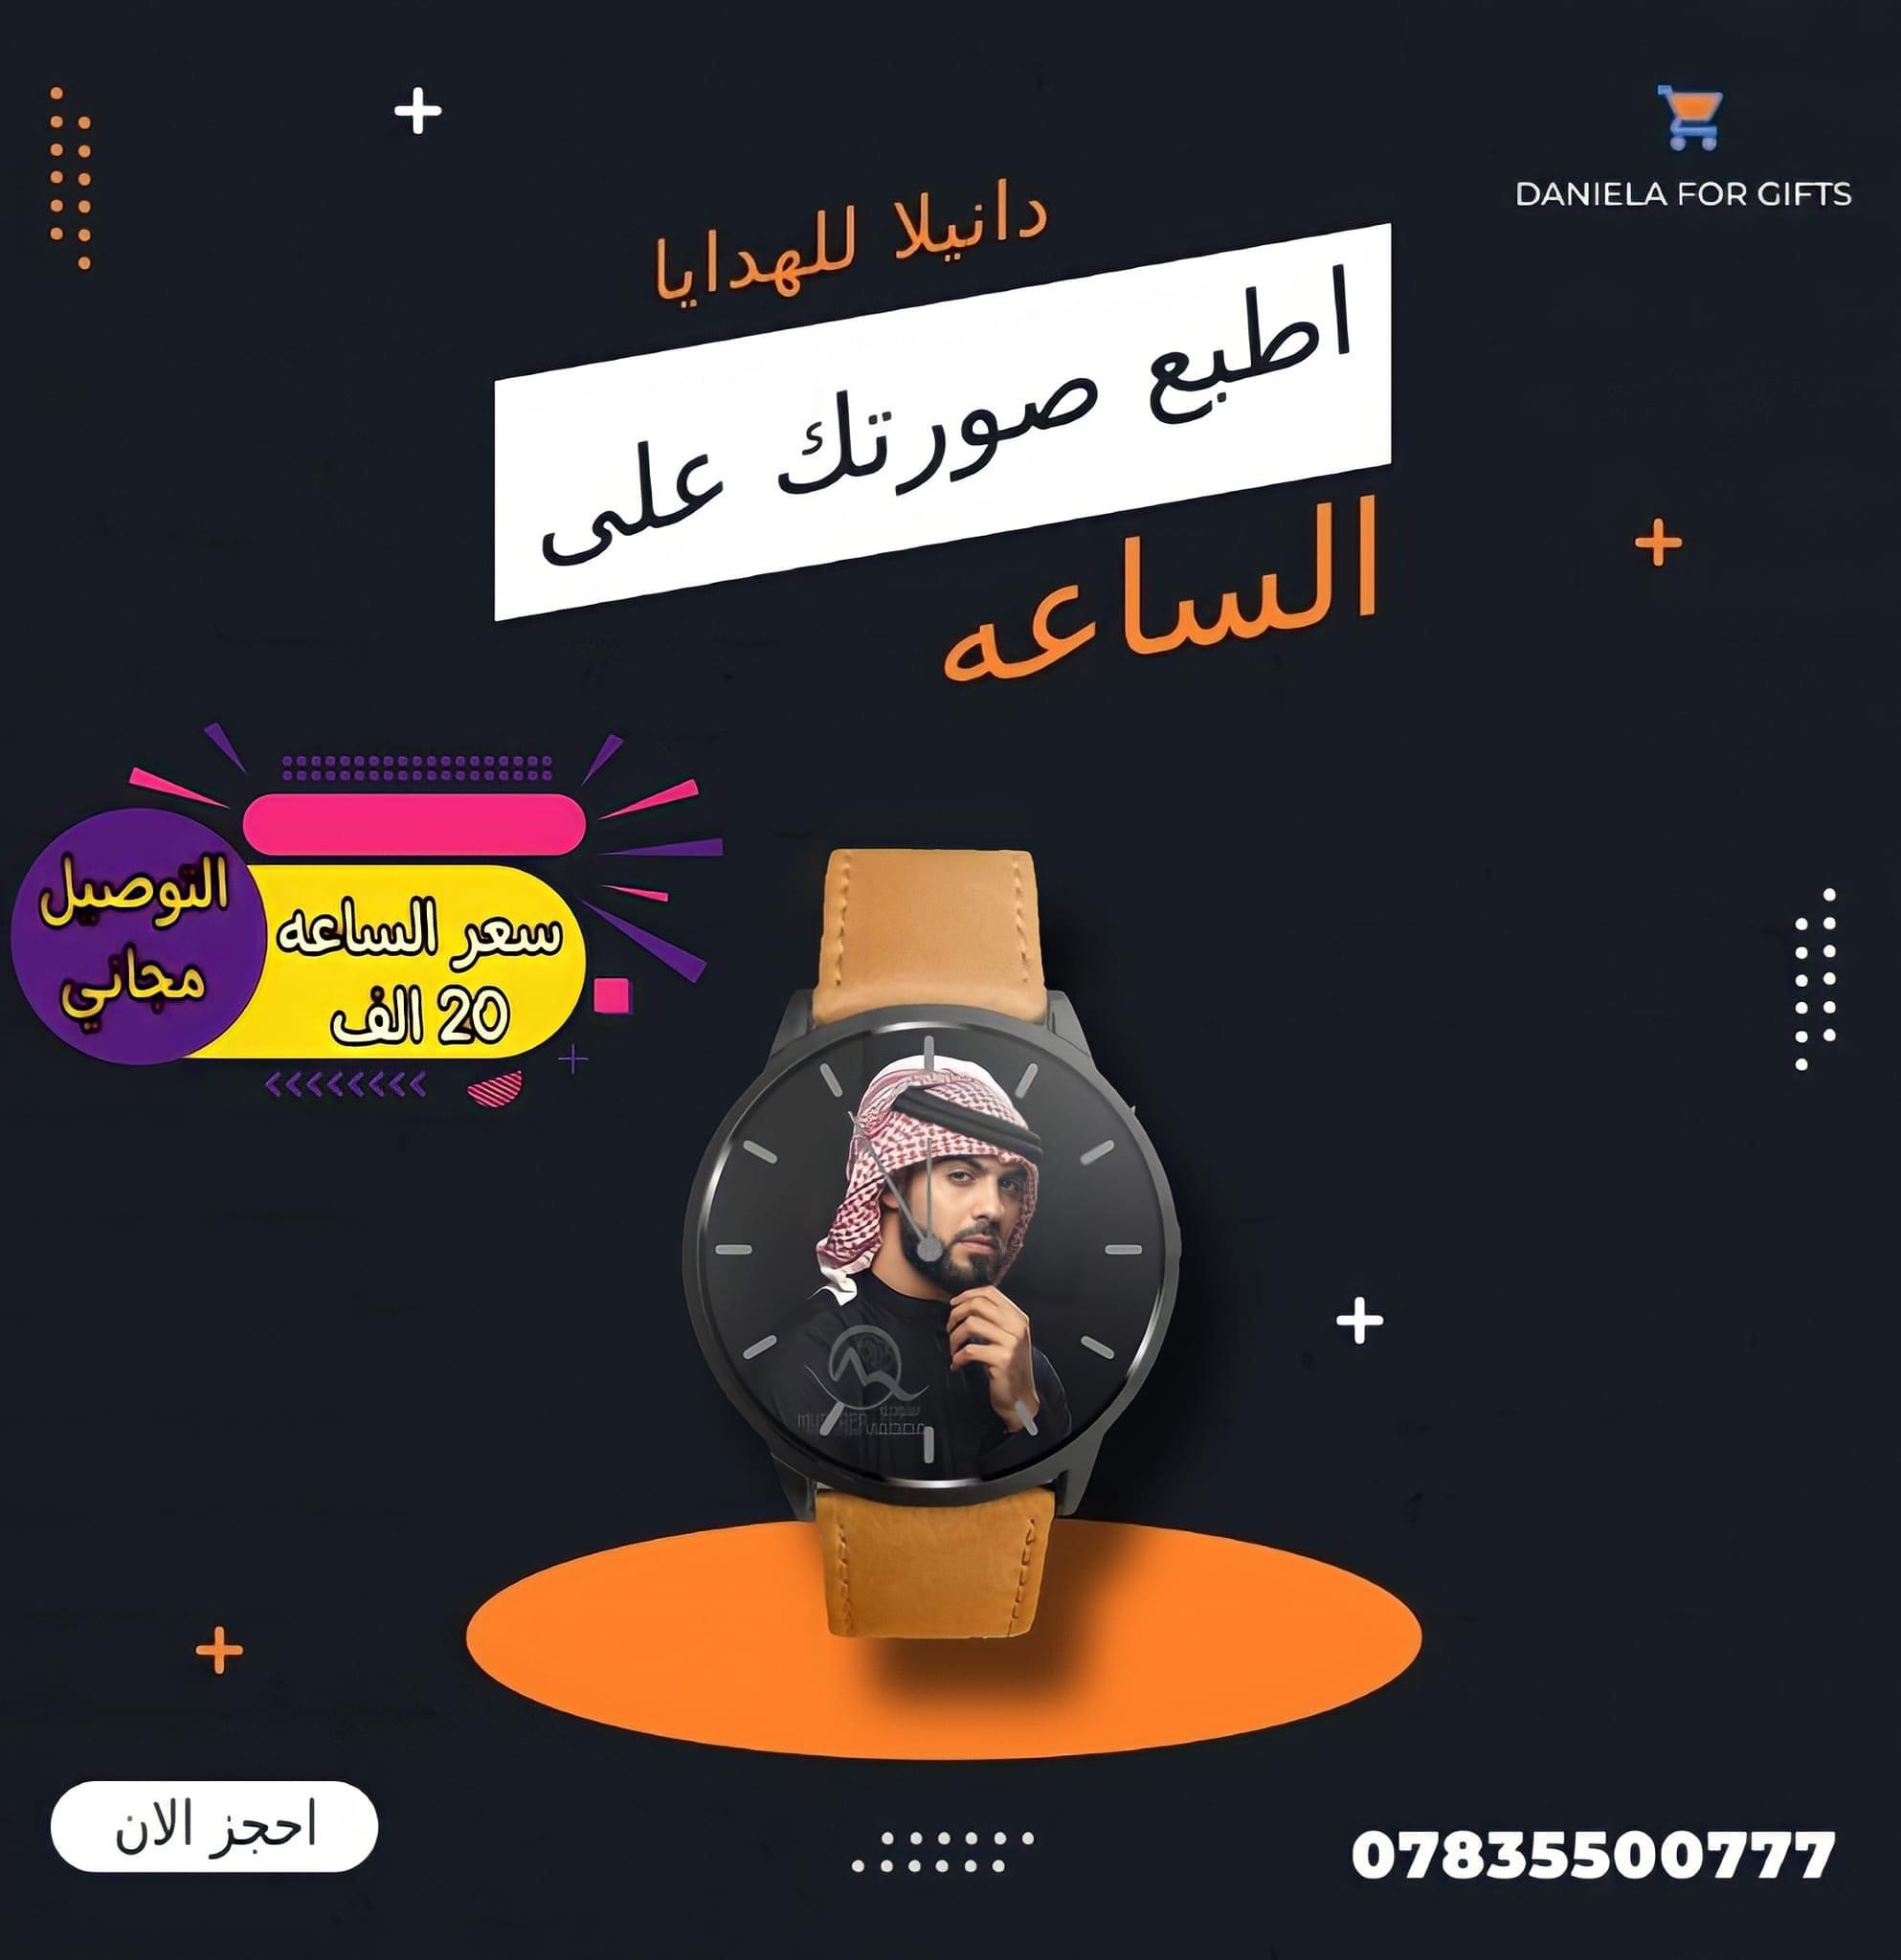 DANIELA FOR GIFTS
دانيلا للهدايا
اطبع صورتك على
الساعه
التوصيل
مجاني
سعر الساعه
20 الف
احجز الان
07835500777